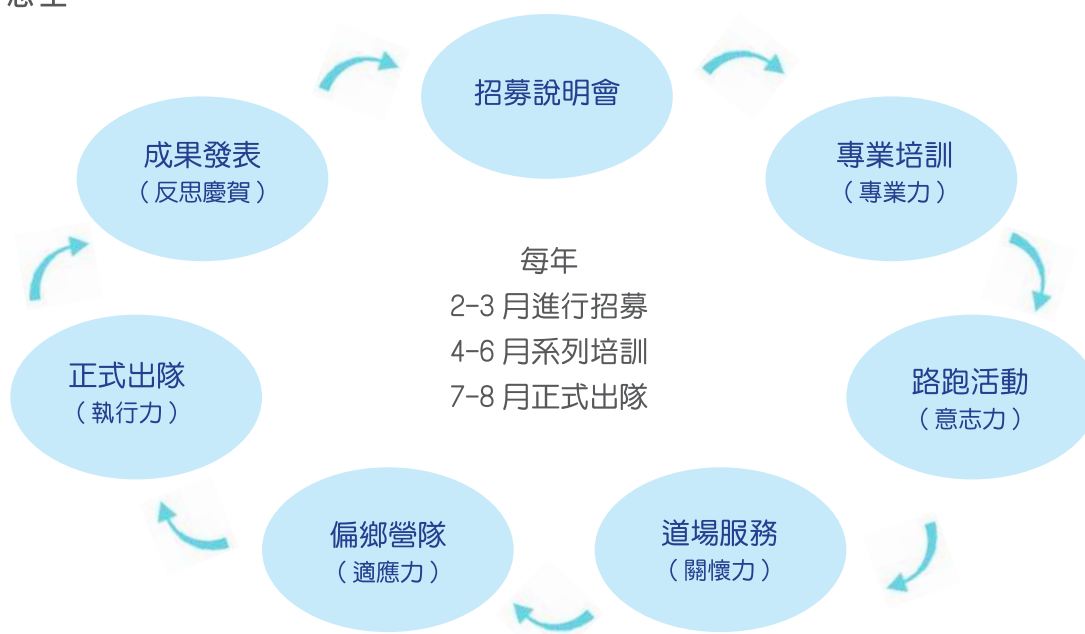 招募說明會
專業培訓
（專業力）
路跑活動
（意志力）
道場服務
（關懷力）
偏鄉營隊
（適應力）
正式出隊
（執行力）
成果發表
（反思慶賀）
每年
2-3 月進行招募
4-6 月系列培訓
7-8 月正式出隊